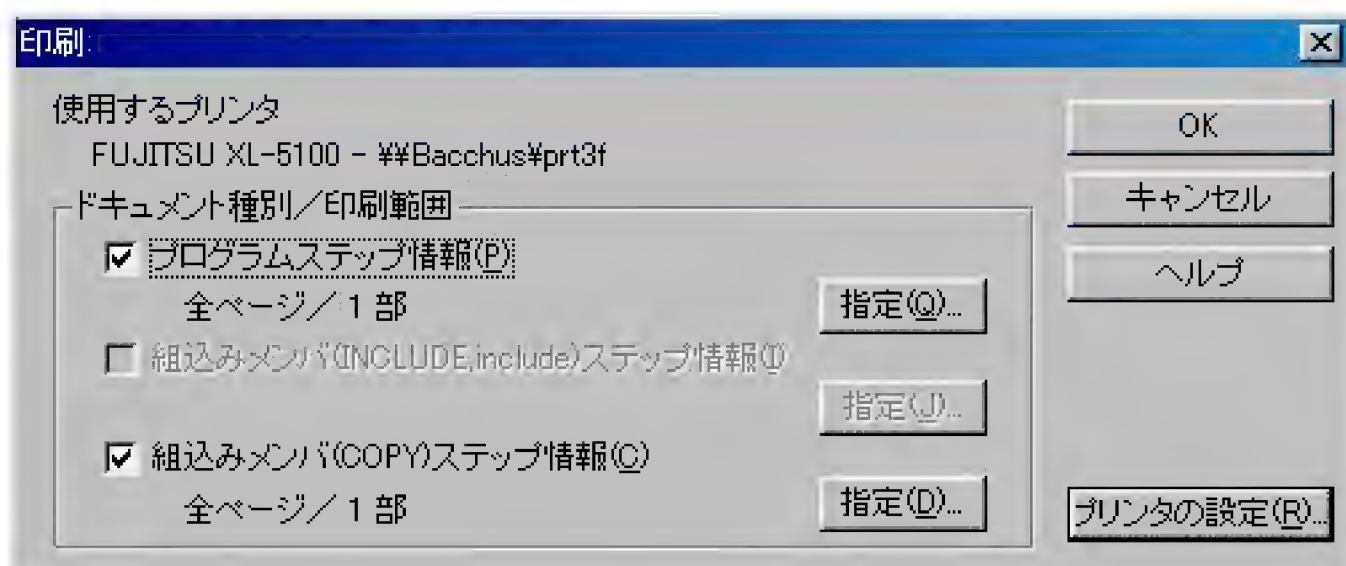 印刷:
使用するプリンタ
FUJITSU XL-5100 - ¥¥Bacchus¥prt3f
ドキュメント種別／印刷範囲
プログラムステップ情報(P)
全ページ／1 部
指定(Q)...
組込みメンバ(INCLUDE,include)ステップ情報(I)
指定(J)...
組込みメンバ(COPY)ステップ情報(C)
全ページ／1 部
指定(D)...
OK
キャンセル
ヘルプ
プリンタの設定(R)...